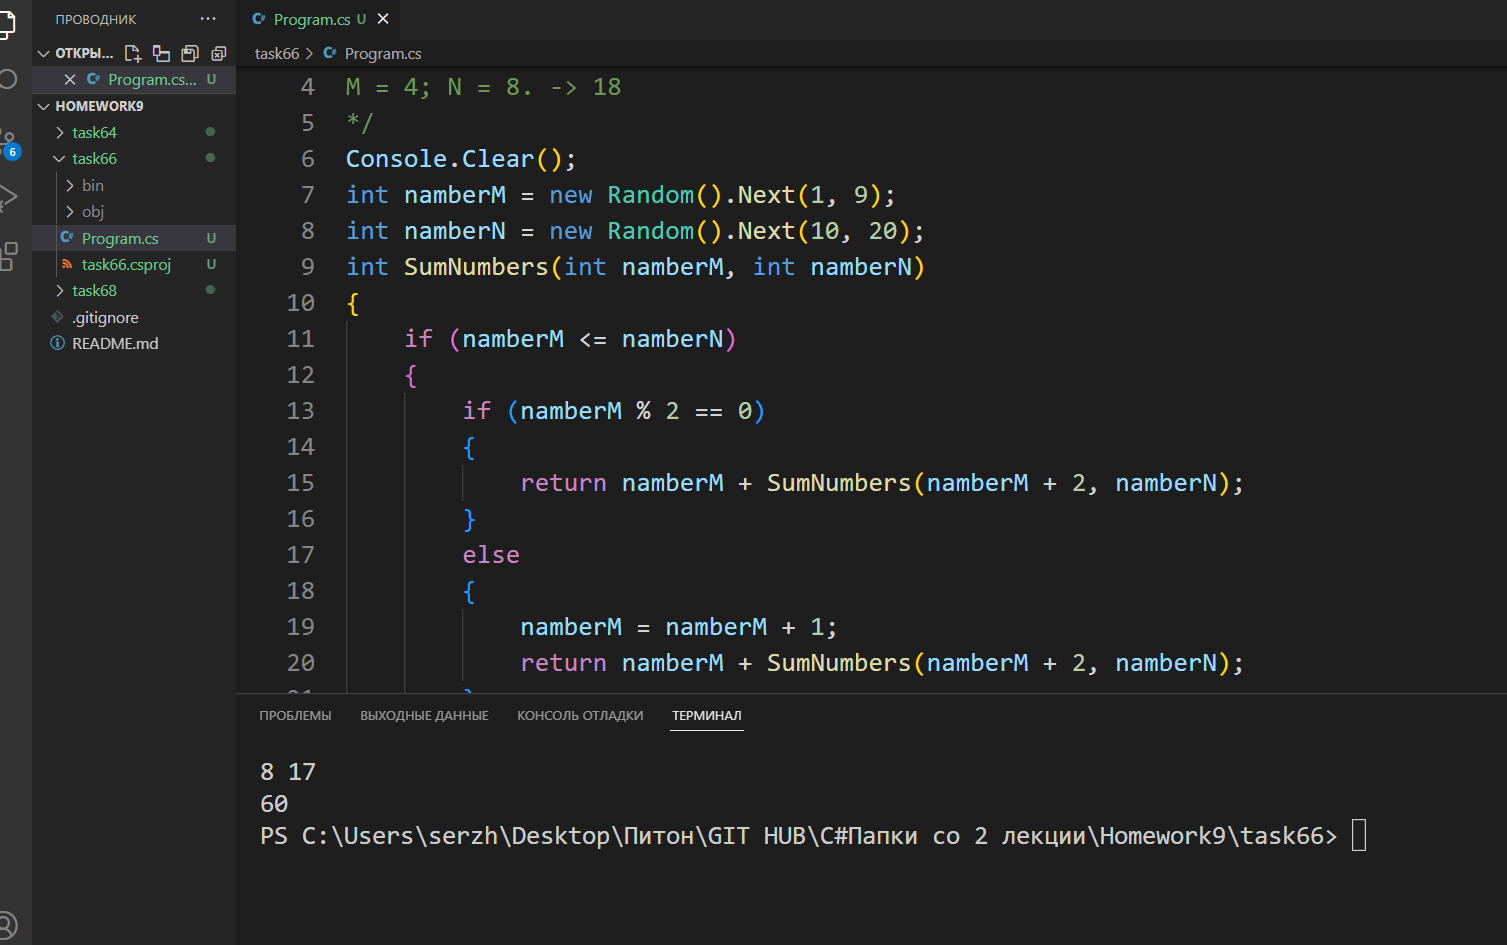 ПРОВОДНИК ...
ОТКРЫ...
Program.cs... U
HOMEWORK9
task64
task66
bin
obj
Program.cs U
task66.csproj U
task68
.gitignore
README.md
6
Program.cs U
task66 > Program.cs
4 M = 4; N = 8. -> 18
5 */
6 Console.Clear();
7 int namberM = new Random().Next(1, 9);
8 int namberN = new Random().Next(10, 20);
9 int SumNumbers(int namberM, int namberN)
10 {
11 if (namberM <= namberN)
12 {
13 if (namberM % 2 == 0)
14 {
15 return namberM + SumNumbers(namberM + 2, namberN);
16 }
17 else
18 {
19 namberM = namberM + 1;
20 return namberM + SumNumbers(namberM + 2, namberN);
ПРОБЛЕМЫ ВЫХОДНЫЕ ДАННЫЕ КОНСОЛЬ ОТЛАДКИ ТЕРМИНАЛ
8 17
60
PS C:\Users\serzh\Desktop\Питон\GIT HUB\C#Папки со 2 лекции\Homework9\task66>